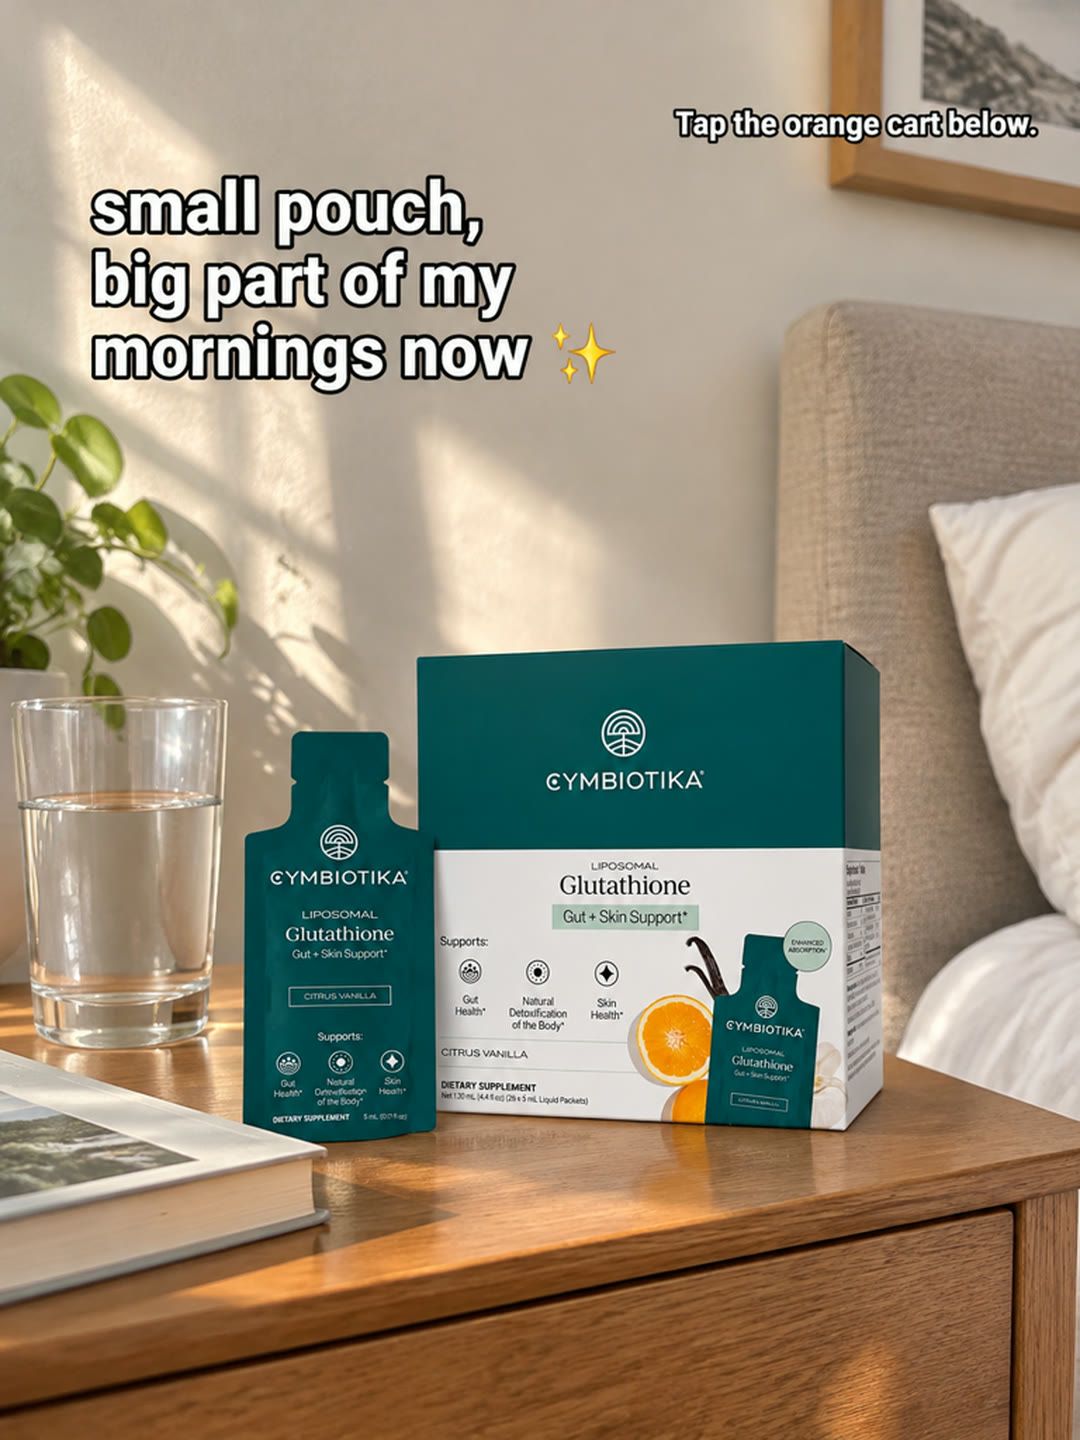 Tap the orange cart below.
small pouch,
big part of my
mornings now ✨
CYMBIOTIKA®
LIPOSOMAL
Glutathione
Gut + Skin Support*
CITRUS VANILLA
Supports:
Gut
Health*
Natural
Detoxification
of the Body*
Skin
Health*
DIETARY SUPPLEMENT
CYMBIOTIKA®
LIPOSOMAL
Glutathione
Gut + Skin Support*
Supports:
Gut
Health*
Natural
Detoxification
of the Body*
Skin
Health*
CITRUS VANILLA
DIETARY SUPPLEMENT
ENHANCED
ABSORPTION*
CYMBIOTIKA®
LIPOSOMAL
Glutathione
Gut + Skin Support*
CITRUS VANILLA